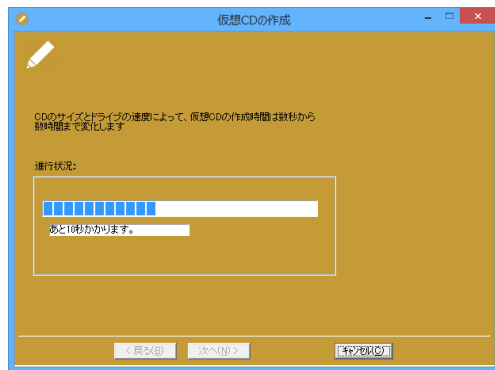 仮想CDの作成
CDのサイズとドライブの速度によって、仮想CDの作成時間は数秒から
数時間まで変化します
進行状況:
あと10秒かかります。
< 戻る(B)
次へ(N) >
キャンセル(C)